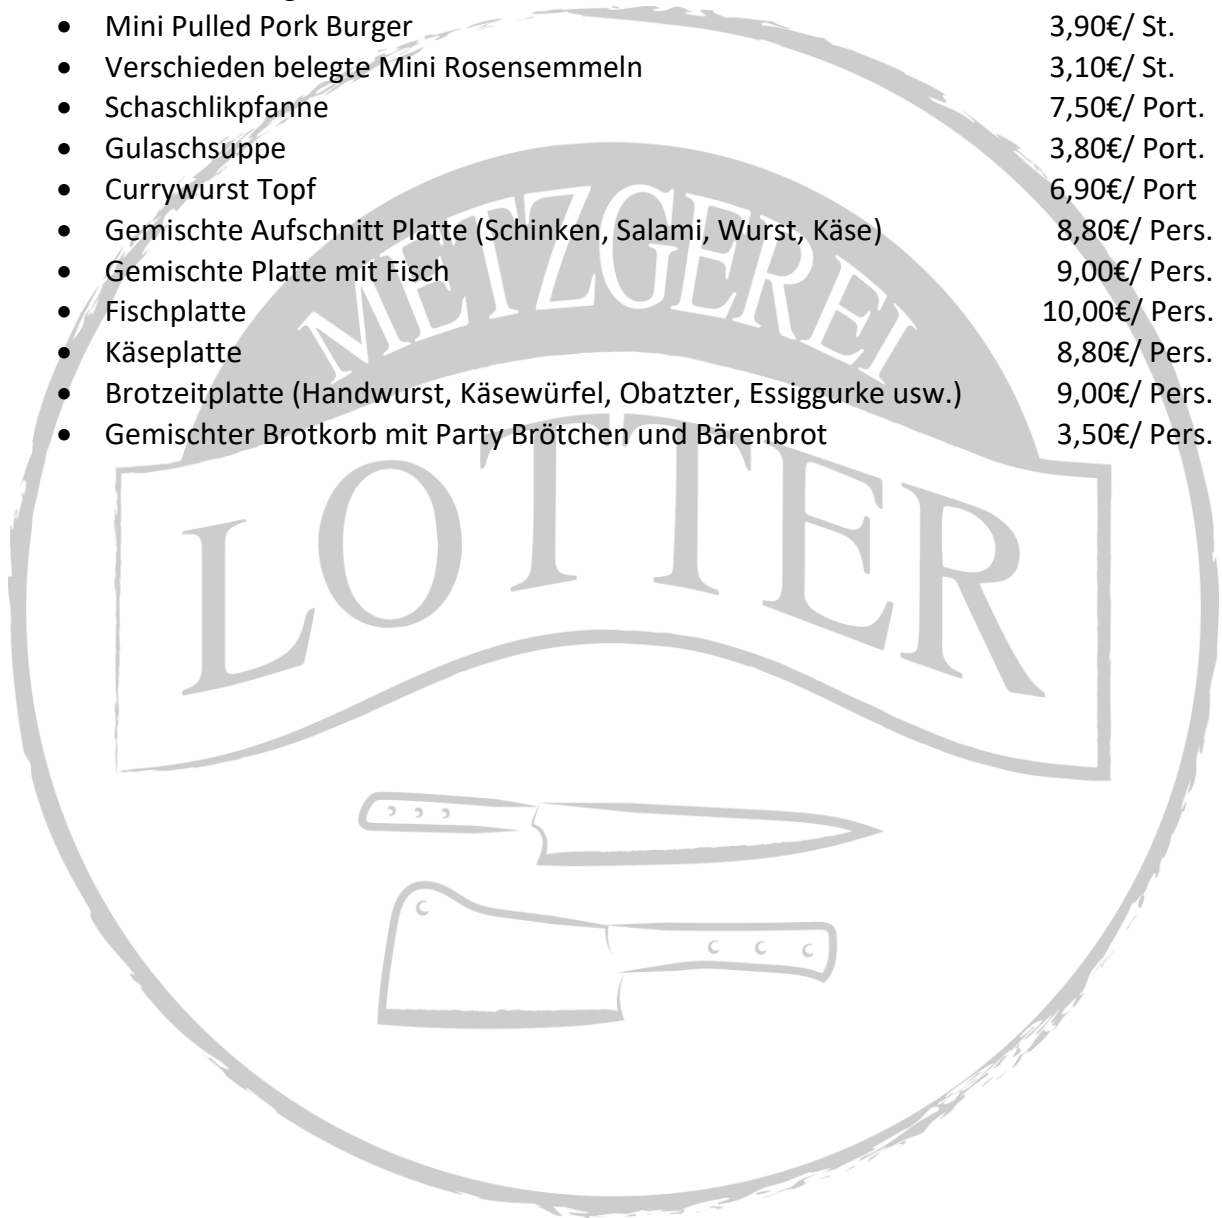 • Mini Pulled Pork Burger 3,90€/ St.
• Verschieden belegte Mini Rosensemmeln 3,10€/ St.
• Schaschlikpfanne 7,50€/ Port.
• Gulaschsuppe 3,80€/ Port.
• Currywurst Topf 6,90€/ Port
• Gemischte Aufschnitt Platte (Schinken, Salami, Wurst, Käse) 8,80€/ Pers.
• Gemischte Platte mit Fisch 9,00€/ Pers.
• Fischplatte 10,00€/ Pers.
• Käseplatte 8,80€/ Pers.
• Brotzeitplatte (Handwurst, Käsewürfel, Obatzter, Essiggurke usw.) 9,00€/ Pers.
• Gemischter Brotkorb mit Party Brötchen und Bärenbrot 3,50€/ Pers.
METZGEREI
LOTTER